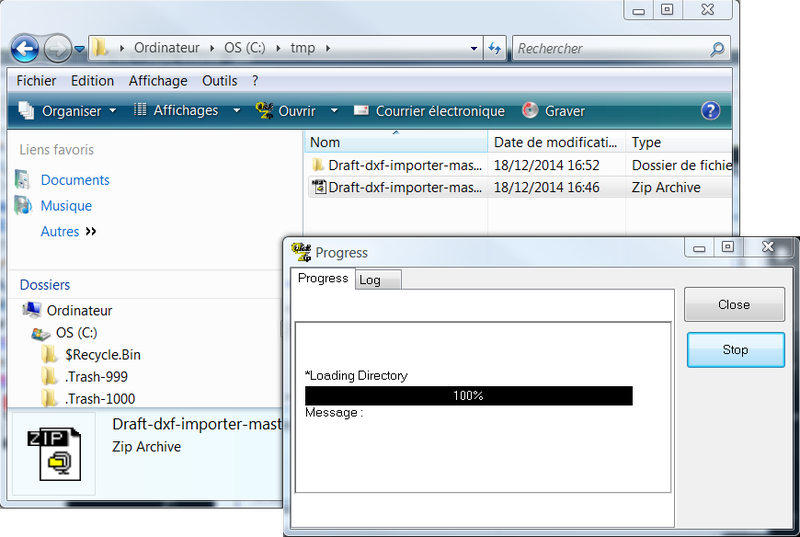 Ordinateur OS (C:) tmp Rechercher
Fichier Edition Affichage Outils ?
Organiser Affichages Ouvrir Courrier électronique Graver ?
Liens favoris
Documents
Musique
Autres >>
Nom Date de modificati... Type
Draft-dxf-importer-mas... 18/12/2014 16:52 Dossier de fichie
Draft-dxf-importer-mas... 18/12/2014 16:46 Zip Archive
Dossiers
Ordinateur
OS (C:)
$Recycle.Bin
.Trash-999
.Trash-1000
ZIP
Draft-dxf-importer-mast
Zip Archive
Progress
Progress Log
Close
Stop
*Loading Directory
100%
Message :